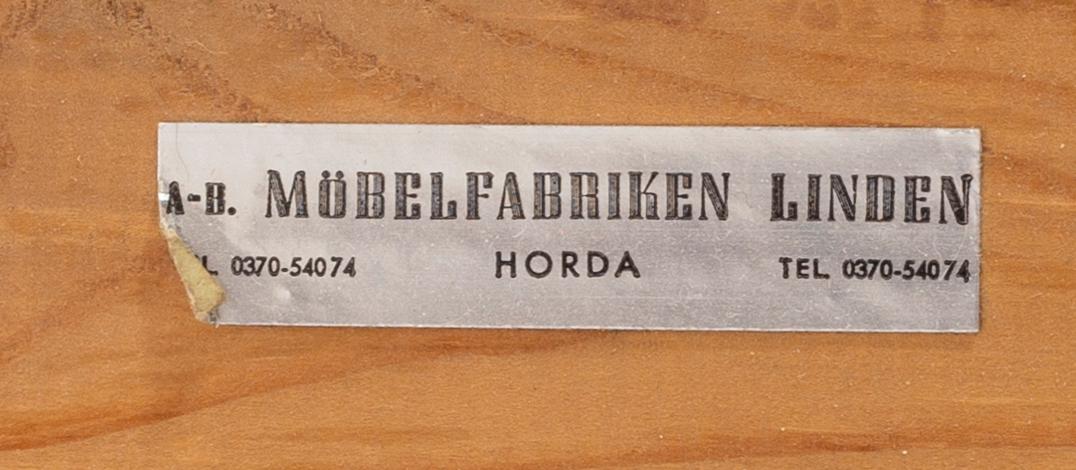 A-B. MÖBELFABRIKEN LINDEN
0370-54074 HORDA TEL. 0370-54074